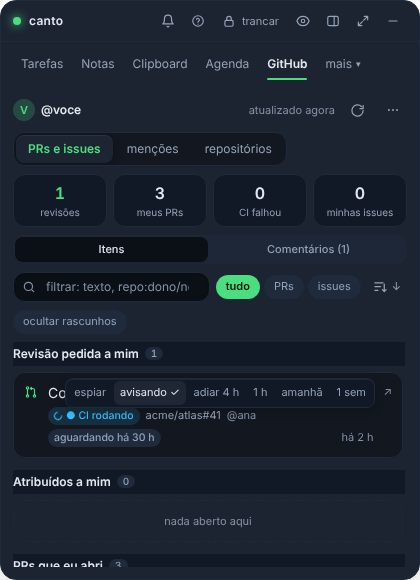 canto
trancar
Tarefas Notas Clipboard Agenda GitHub mais
V @voce atualizado agora
PRs e issues menções repositórios
1 3 0 0
revisões meus PRs CI falhou minhas issues
Itens Comentários (1)
filtrar: texto, repo:dono/n tudo PRs issues
ocultar rascunhos
Revisão pedida a mim 1
Co espiar avisando ✓ adiar 4 h 1 h amanhã 1 sem ↗
CI rodando acme/atlas#41 @ana
aguardando há 30 h há 2 h
Atribuídos a mim 0
nada aberto aqui
PRs que eu abri 3